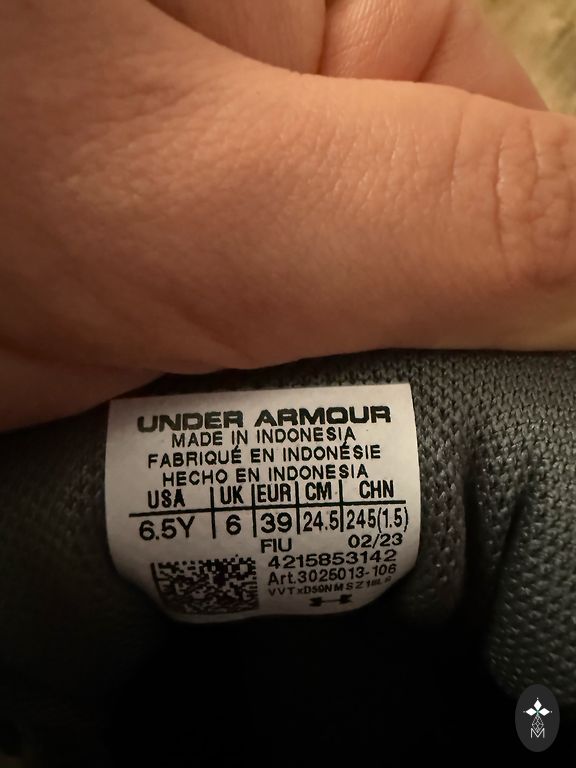 UNDER ARMOUR
MADE IN INDONESIA
FABRIQUÉ EN INDONÉSIE
HECHO EN INDONESIA
USA UK EUR CM CHN
6.5Y 6 39 24.5 245(1.5)
FIU 02/23
4215853142
Art.3025013-106
M